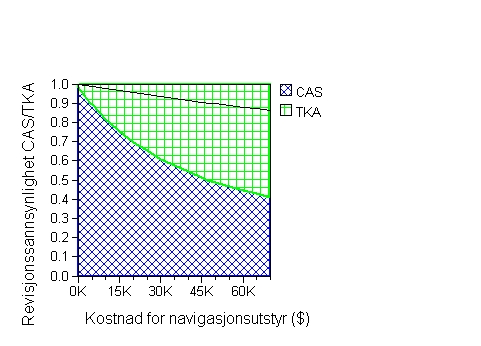 Revisjonssannsynlighet CAS/TKA
1.0
0.9
0.8
0.7
0.6
0.5
0.4
0.3
0.2
0.1
0.0
0K 15K 30K 45K 60K
Kostnad for navigasjonsutstyr ($)
CAS
TKA